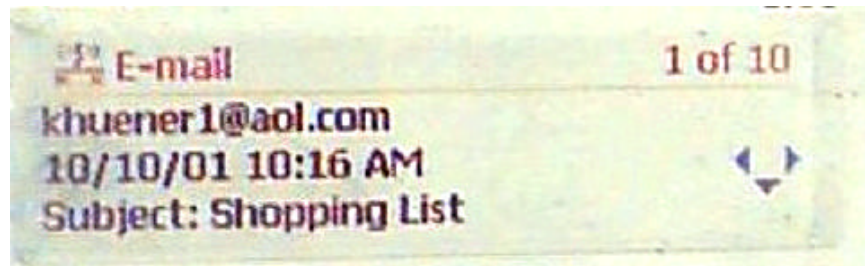 E-mail 1 of 10
khuener1@aol.com
10/10/01 10:16 AM
Subject: Shopping List